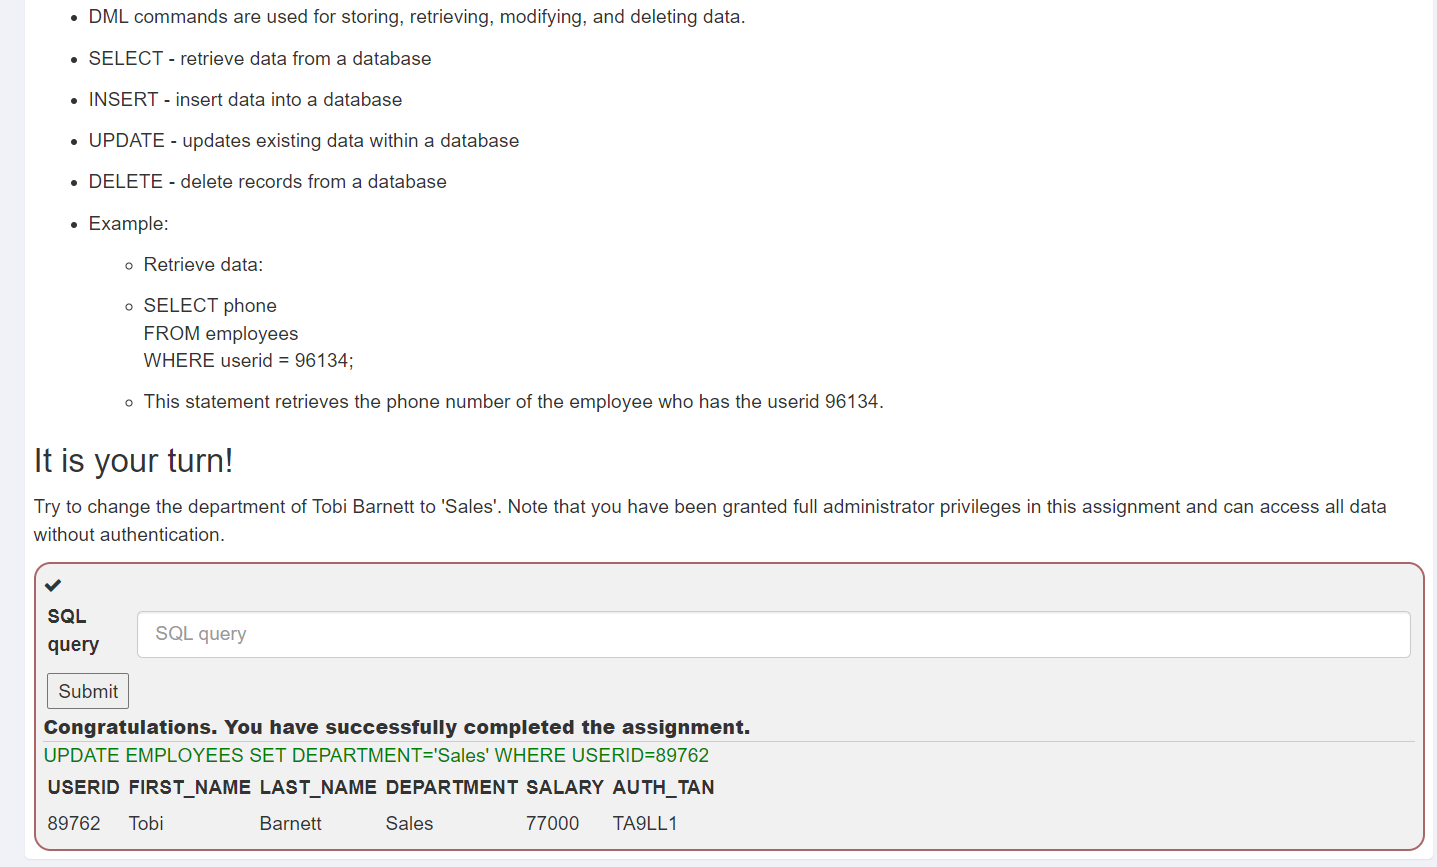 DML commands are used for storing, retrieving, modifying, and deleting data.
SELECT - retrieve data from a database
INSERT - insert data into a database
UPDATE - updates existing data within a database
DELETE - delete records from a database
Example:
Retrieve data:
SELECT phone
FROM employees
WHERE userid = 96134;
This statement retrieves the phone number of the employee who has the userid 96134.
It is your turn!
Try to change the department of Tobi Barnett to 'Sales'. Note that you have been granted full administrator privileges in this assignment and can access all data
without authentication.
SQL
query
SQL query
Submit
Congratulations. You have successfully completed the assignment.
UPDATE EMPLOYEES SET DEPARTMENT='Sales' WHERE USERID=89762
USERID FIRST_NAME LAST_NAME DEPARTMENT SALARY AUTH_TAN
89762 Tobi Barnett Sales 77000 TA9LL1